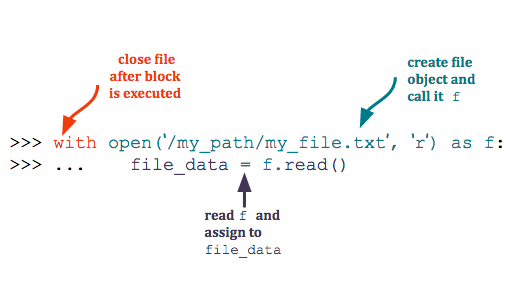 close file
after block
is executed
create file
object and
call it f
>>> with open('/my_path/my_file.txt', 'r') as f:
>>> ...    file_data = f.read()
read f and
assign to
file_data